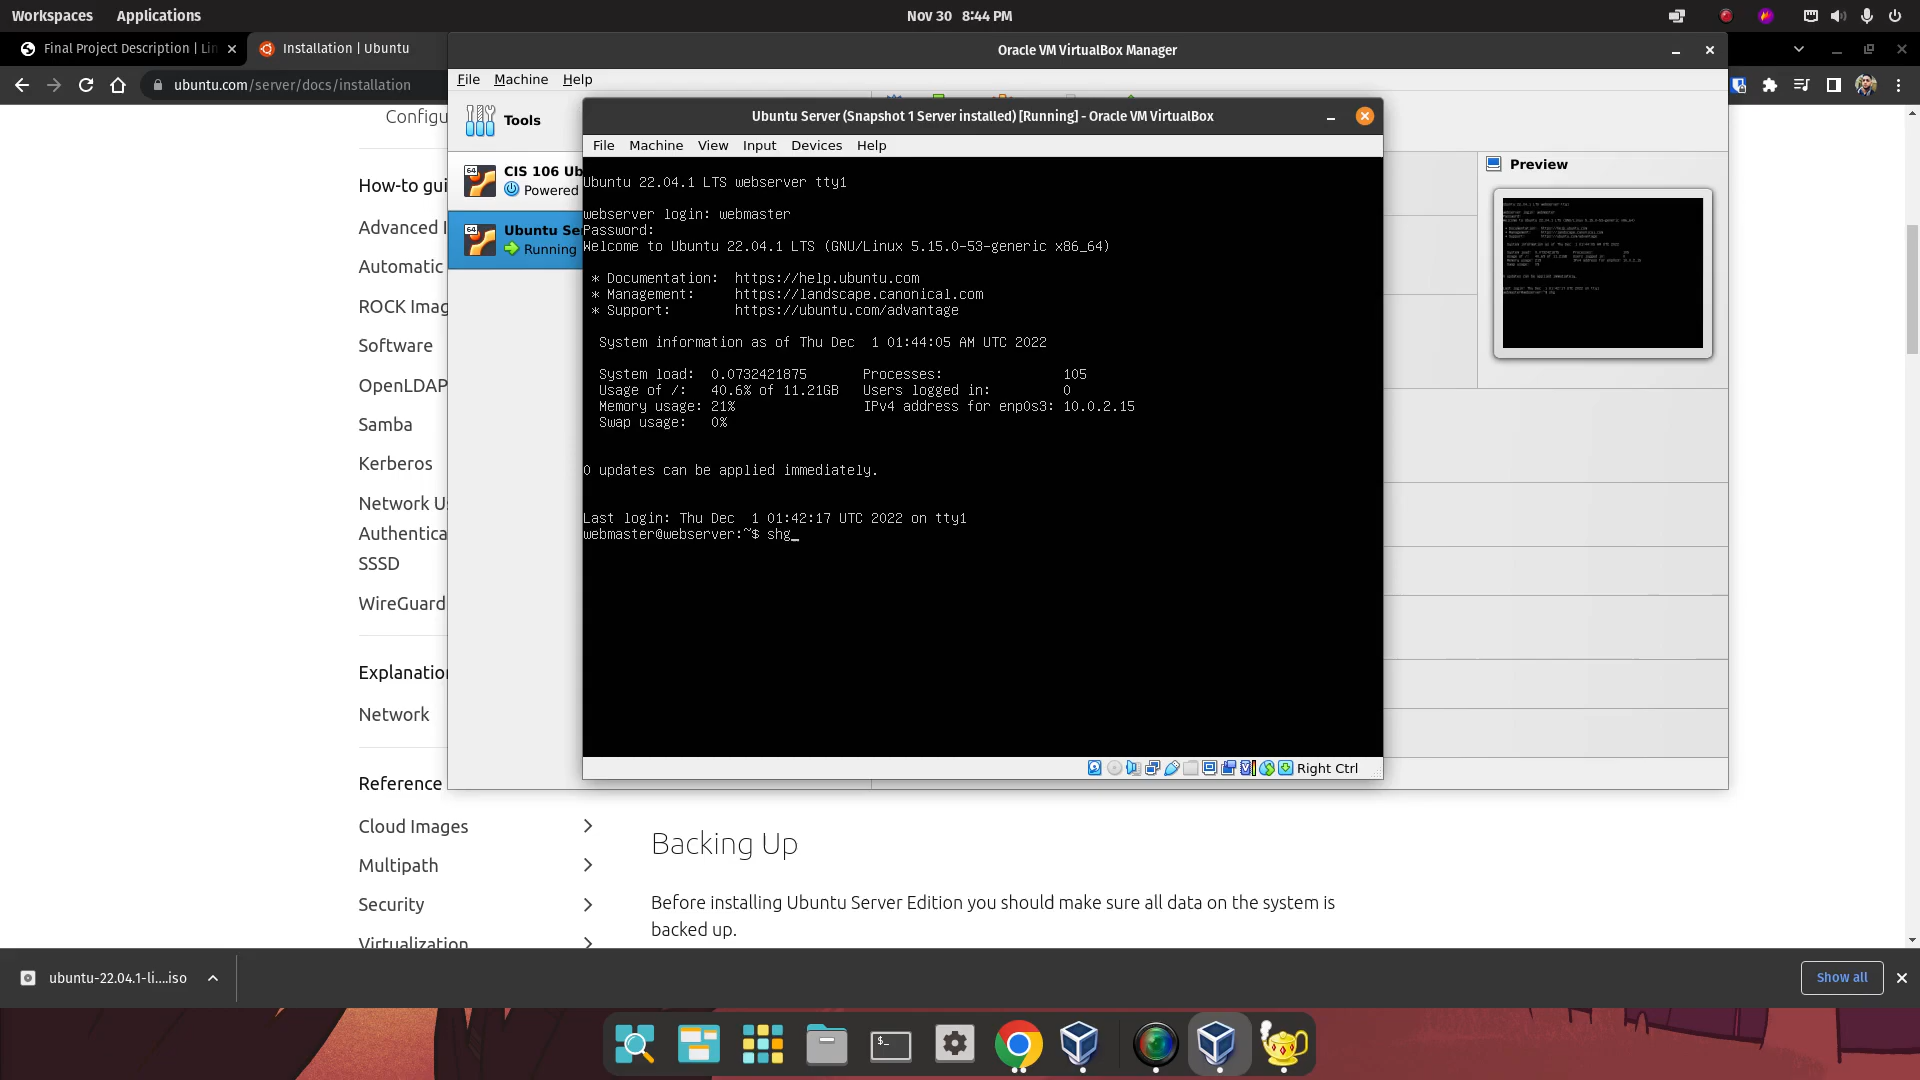 Workspaces Applications Nov 30 8:44 PM
Final Project Description | Lin Installation | Ubuntu
ubuntu.com/server/docs/installation
Oracle VM VirtualBox Manager
File Machine Help
Tools
CIS 106 Ub
Powered
Ubuntu Se
Running
Preview
Ubuntu Server (Snapshot 1 Server installed) [Running] - Oracle VM VirtualBox
File Machine View Input Devices Help
Ubuntu 22.04.1 LTS webserver tty1
webserver login: webmaster
Password:
Welcome to Ubuntu 22.04.1 LTS (GNU/Linux 5.15.0-53-generic x86_64)
* Documentation: https://help.ubuntu.com
* Management: https://landscape.canonical.com
* Support: https://ubuntu.com/advantage
System information as of Thu Dec 1 01:44:05 AM UTC 2022
System load: 0.0732421875 Processes: 105
Usage of /: 40.6% of 11.21GB Users logged in: 0
Memory usage: 21% IPv4 address for enp0s3: 10.0.2.15
Swap usage: 0%
0 updates can be applied immediately.
Last login: Thu Dec 1 01:42:17 UTC 2022 on tty1
webmaster@webserver:~$ shg_
Right Ctrl
Configu
How-to gui
Advanced I
Automatic
ROCK Imag
Software
OpenLDAP
Samba
Kerberos
Network Us
Authentica
SSSD
WireGuard
Explanation
Network
Reference
Cloud Images
Multipath
Security
Virtualization
Backing Up
Before installing Ubuntu Server Edition you should make sure all data on the system is
backed up.
ubuntu-22.04.1-li....iso
Show all